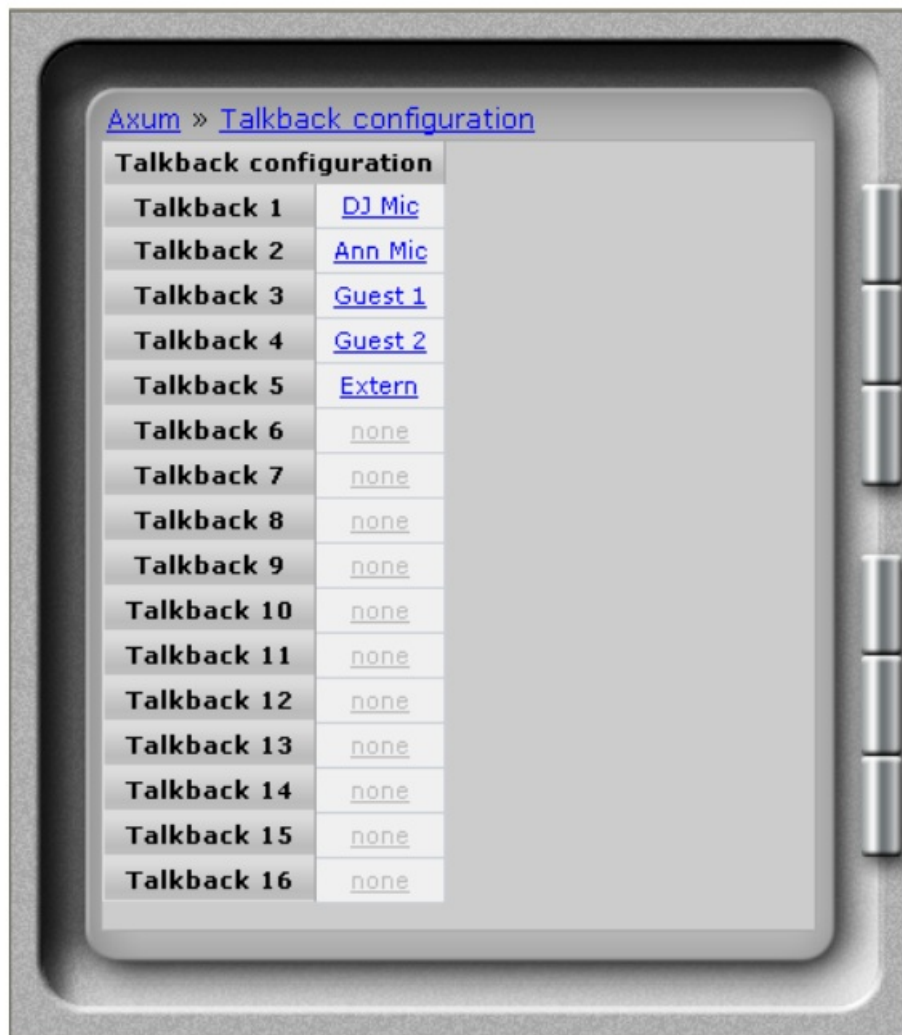 Axum » Talkback configuration
Talkback configuration
Talkback 1 DJ Mic
Talkback 2 Ann Mic
Talkback 3 Guest 1
Talkback 4 Guest 2
Talkback 5 Extern
Talkback 6 none
Talkback 7 none
Talkback 8 none
Talkback 9 none
Talkback 10 none
Talkback 11 none
Talkback 12 none
Talkback 13 none
Talkback 14 none
Talkback 15 none
Talkback 16 none